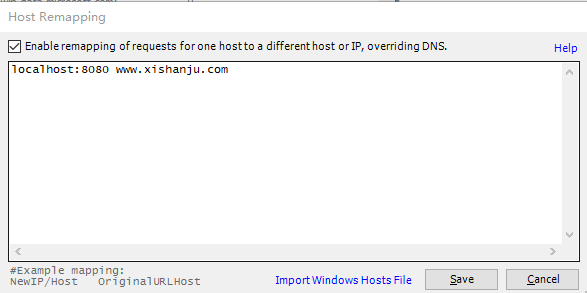 Host Remapping
Enable remapping of requests for one host to a different host or IP, overriding DNS.
Help
localhost:8080 www.xishanju.com
#Example mapping:
NewIP/Host OriginalURLHost
Import Windows Hosts File
Save
Cancel